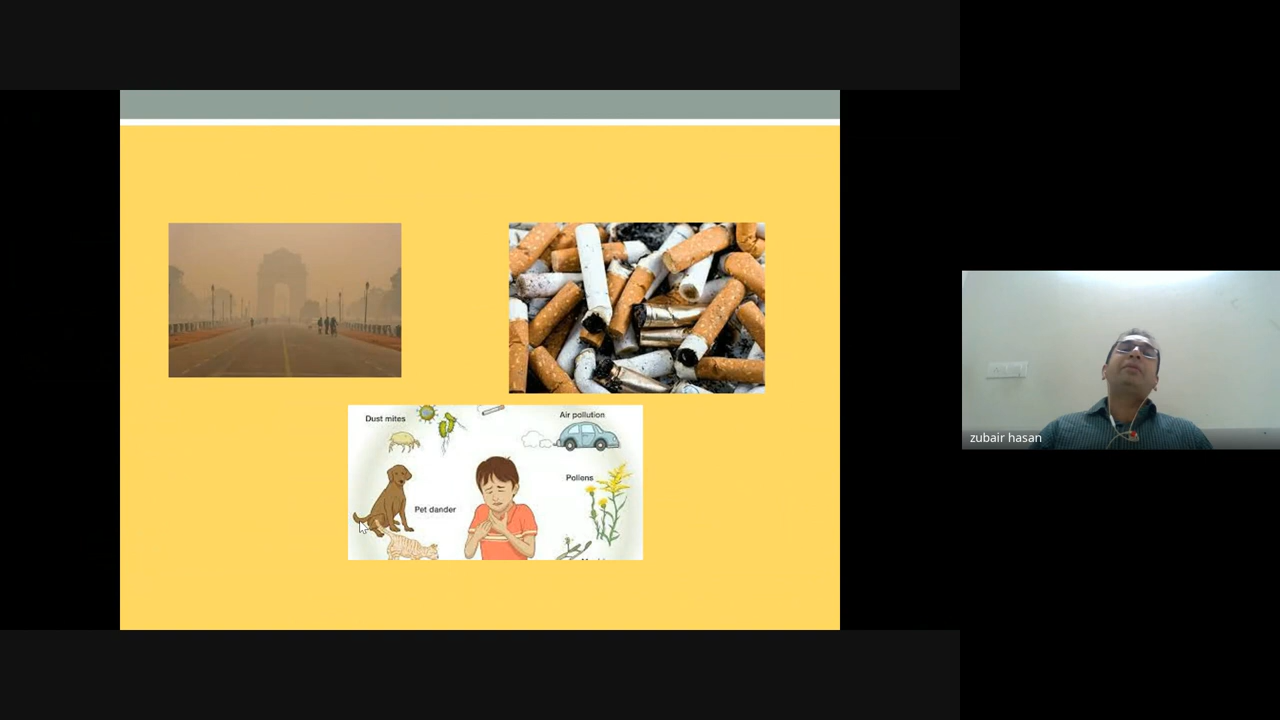 Dust mites
Air pollution
Pollens
Pet dander
zubair hasan